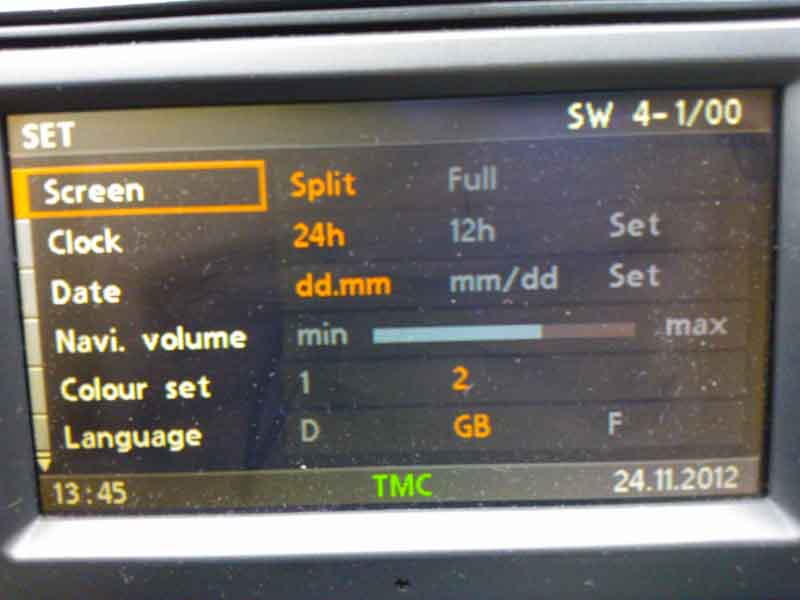 SET SW 4-1/00
Screen Split Full
Clock 24h 12h Set
Date dd.mm mm/dd Set
Navi. volume min max
Colour set 1 2
Language D GB F
13:45 TMC 24.11.2012